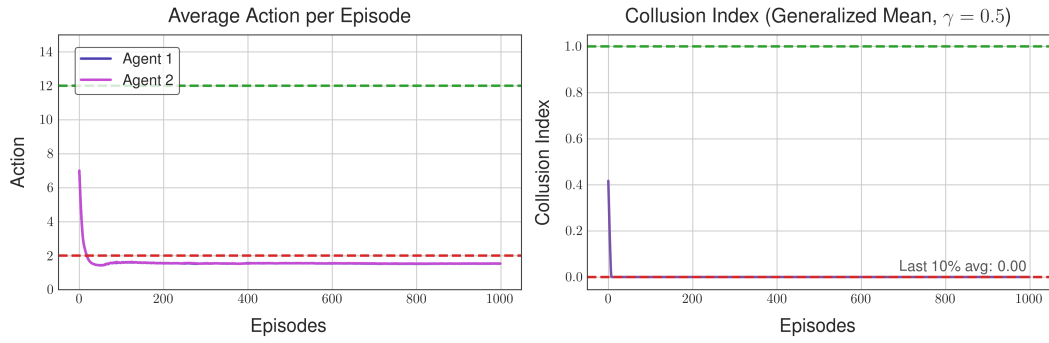 Average Action per Episode
Action
14
12
10
8
6
4
2
0
Agent 1
Agent 2
0 200 400 600 800 1000
Episodes
Collusion Index (Generalized Mean, γ = 0.5)
Collusion Index
1.0
0.8
0.6
0.4
0.2
0.0
Last 10% avg: 0.00
0 200 400 600 800 1000
Episodes